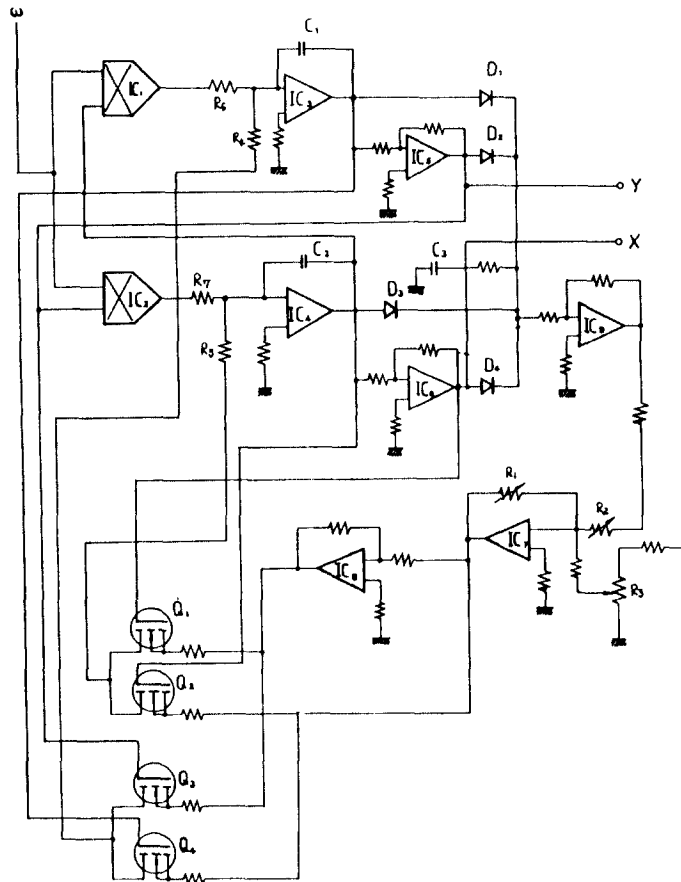 ω
C₁
D₁
IC₁
R₆
IC₃
R₄
D₂
IC₅
Y
X
C₂
C₃
R₇
D₃
IC₂
IC₄
R₅
IC₆
D₄
IC₉
R₁
R₂
IC₇
IC₈
R₃
Q₁
Q₂
Q₃
Q₄